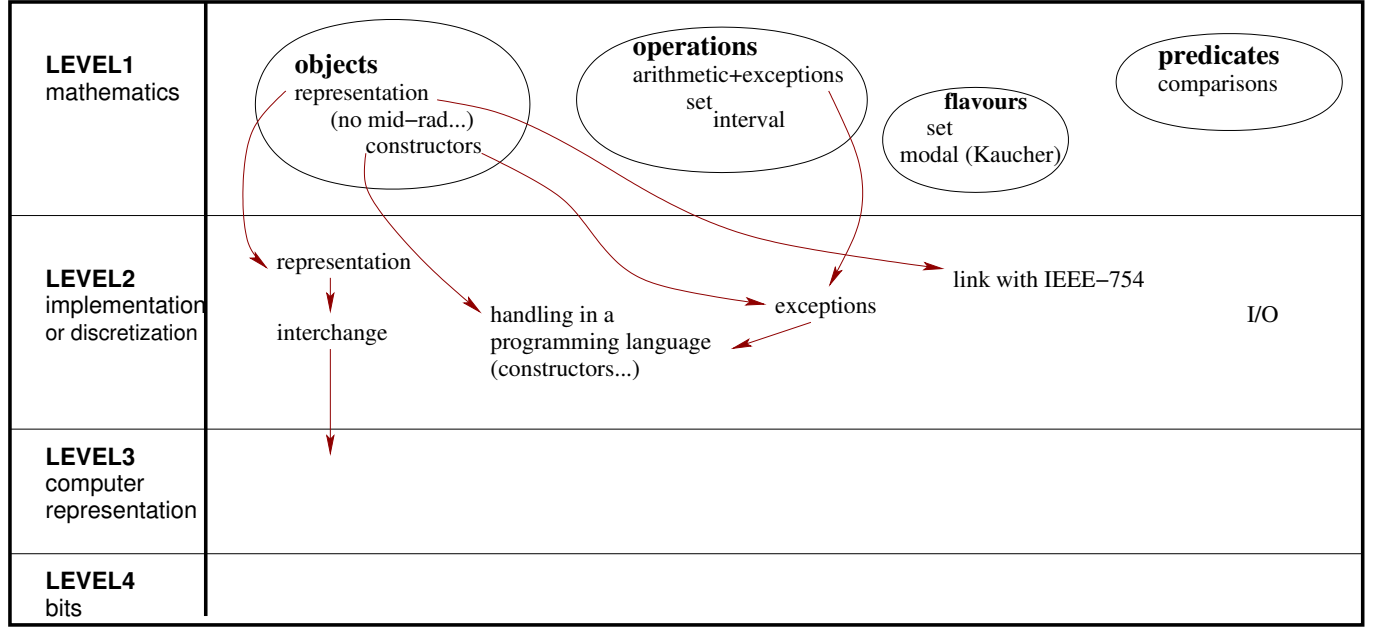 LEVEL1
mathematics
objects
representation
(no mid−rad...)
constructors
operations
arithmetic+exceptions
set
interval
flavours
set
modal (Kaucher)
predicates
comparisons
LEVEL2
implementation
or discretization
representation
interchange
handling in a
programming language
(constructors...)
exceptions
link with IEEE−754
I/O
LEVEL3
computer
representation
LEVEL4
bits